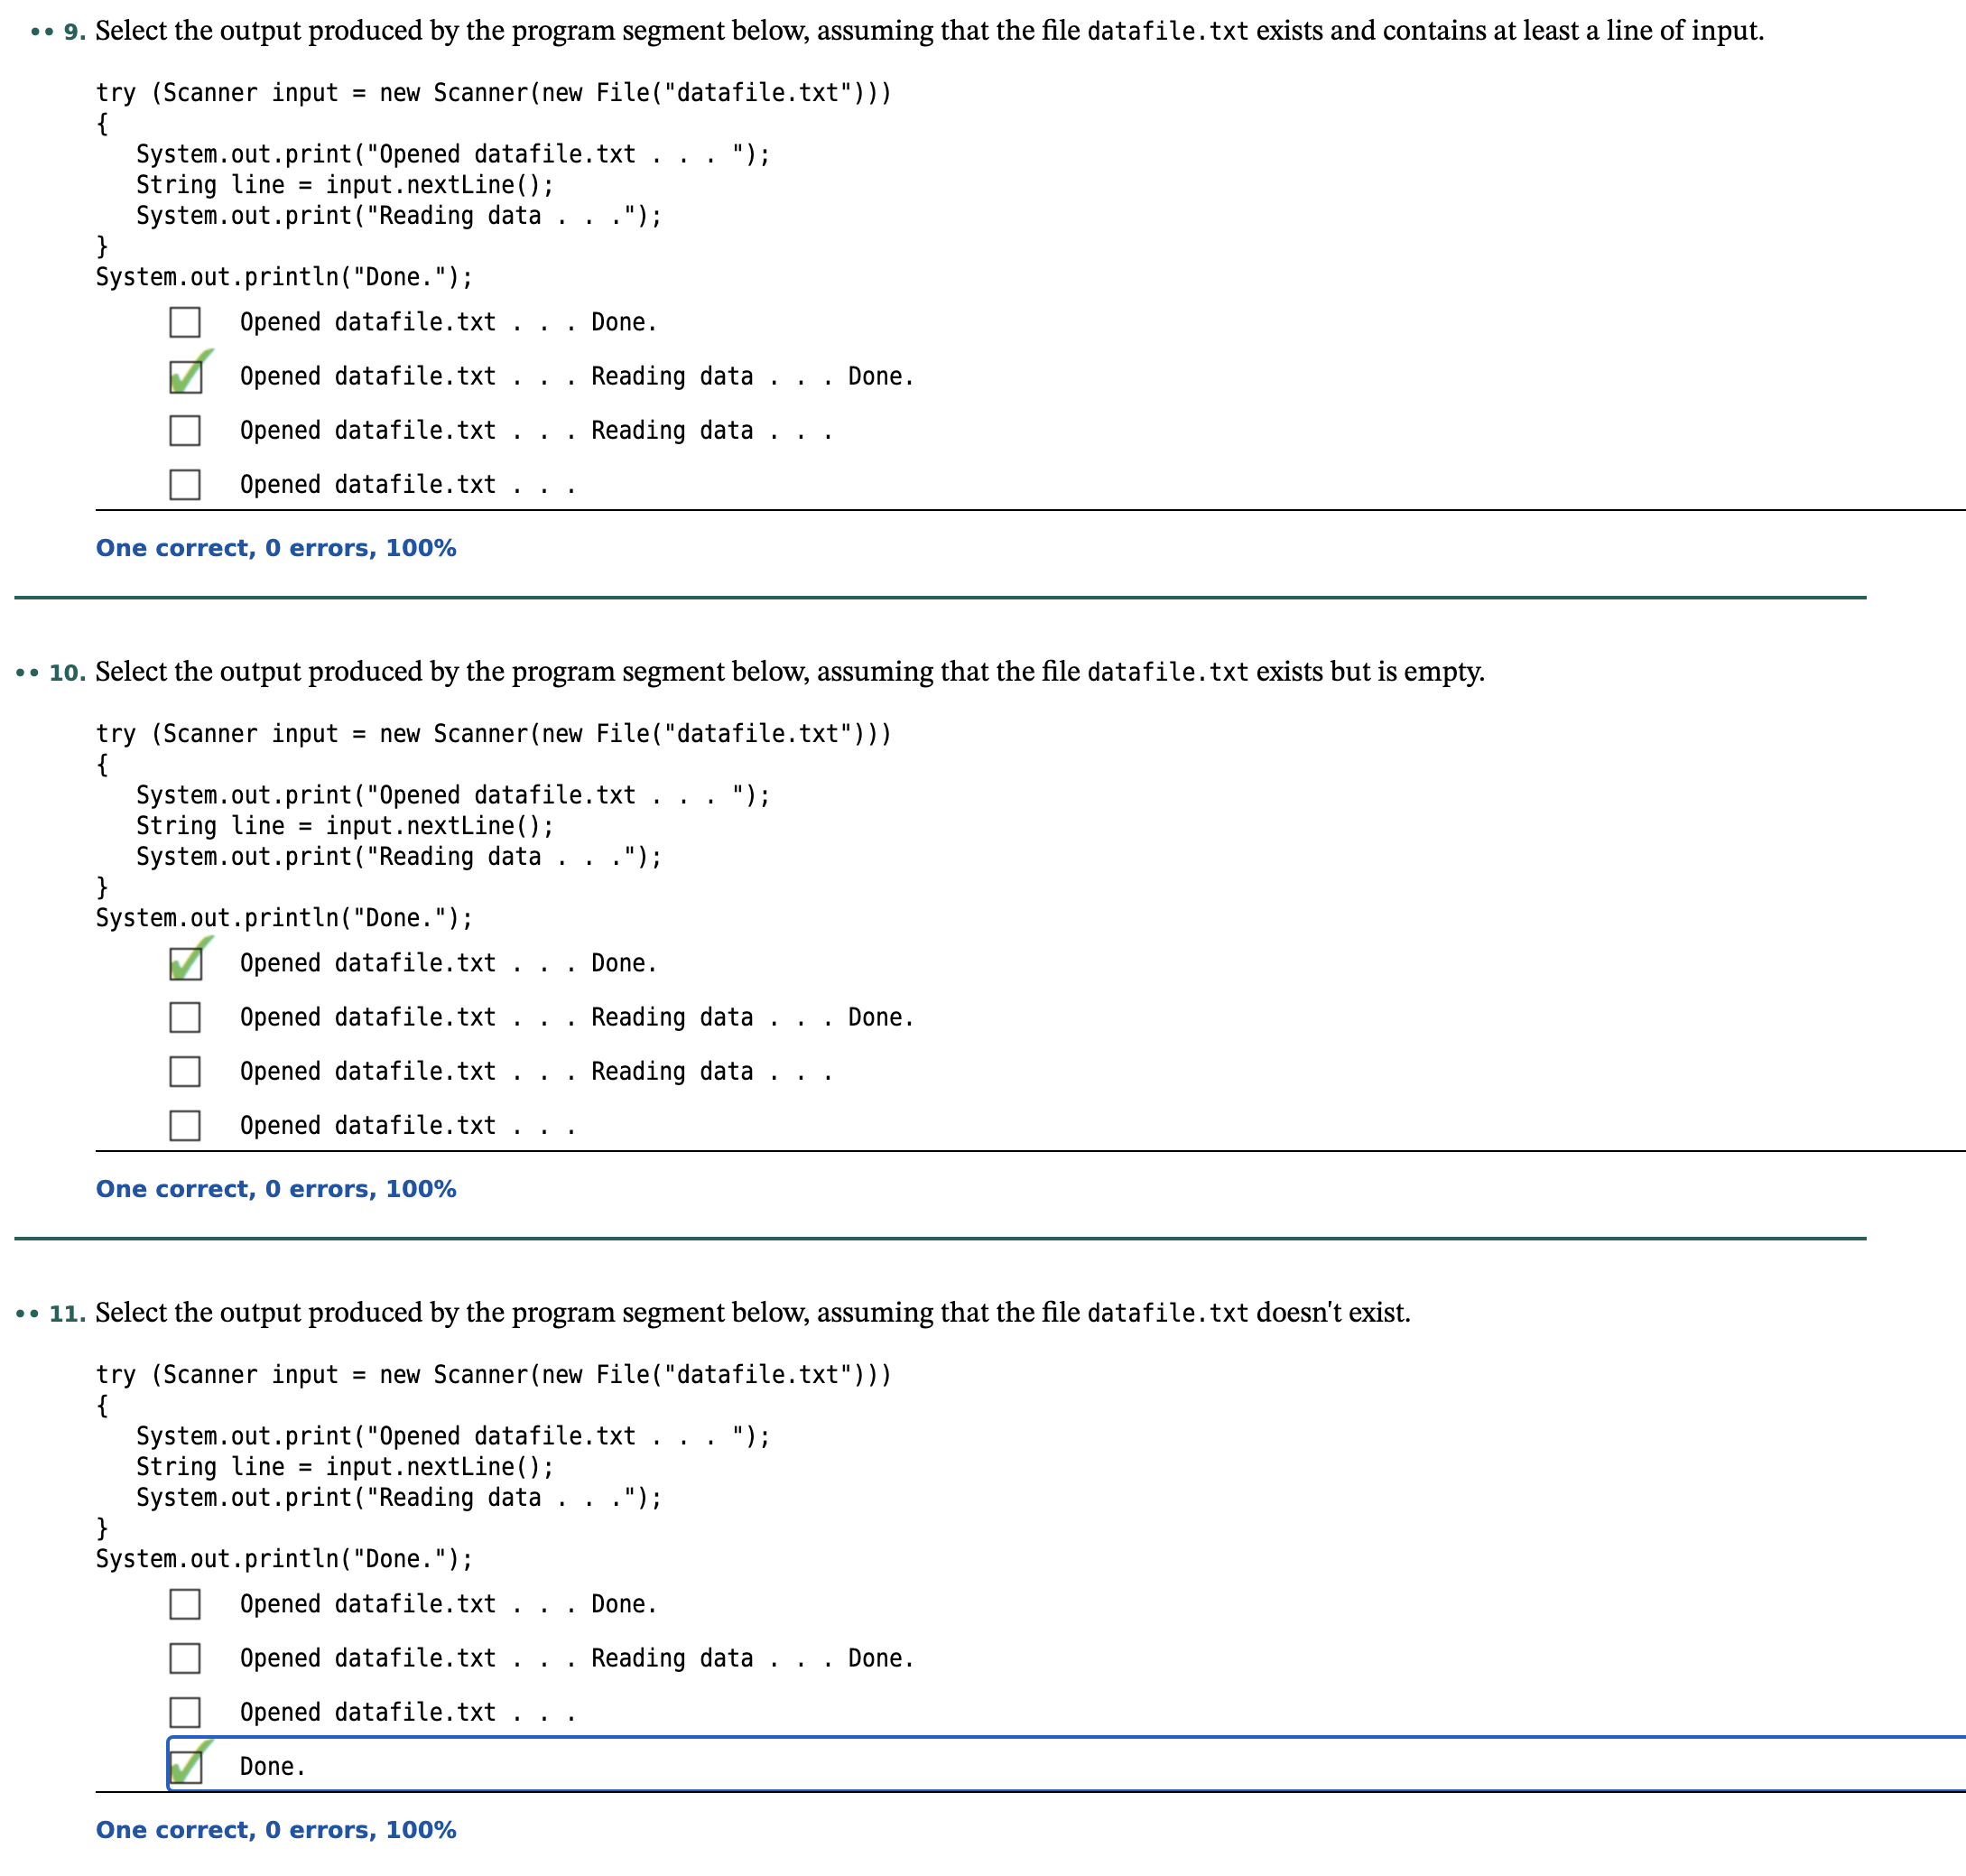 •• 9. Select the output produced by the program segment below, assuming that the file datafile.txt exists and contains at least a line of input.
try (Scanner input = new Scanner(new File("datafile.txt")))
{
   System.out.print("Opened datafile.txt . . . ");
   String line = input.nextLine();
   System.out.print("Reading data . . .");
}
System.out.println("Done.");
Opened datafile.txt . . . Done.
Opened datafile.txt . . . Reading data . . . Done.
Opened datafile.txt . . . Reading data . . .
Opened datafile.txt . . .
One correct, 0 errors, 100%
•• 10. Select the output produced by the program segment below, assuming that the file datafile.txt exists but is empty.
try (Scanner input = new Scanner(new File("datafile.txt")))
{
   System.out.print("Opened datafile.txt . . . ");
   String line = input.nextLine();
   System.out.print("Reading data . . .");
}
System.out.println("Done.");
Opened datafile.txt . . . Done.
Opened datafile.txt . . . Reading data . . . Done.
Opened datafile.txt . . . Reading data . . .
Opened datafile.txt . . .
One correct, 0 errors, 100%
•• 11. Select the output produced by the program segment below, assuming that the file datafile.txt doesn't exist.
try (Scanner input = new Scanner(new File("datafile.txt")))
{
   System.out.print("Opened datafile.txt . . . ");
   String line = input.nextLine();
   System.out.print("Reading data . . .");
}
System.out.println("Done.");
Opened datafile.txt . . . Done.
Opened datafile.txt . . . Reading data . . . Done.
Opened datafile.txt . . .
Done.
One correct, 0 errors, 100%